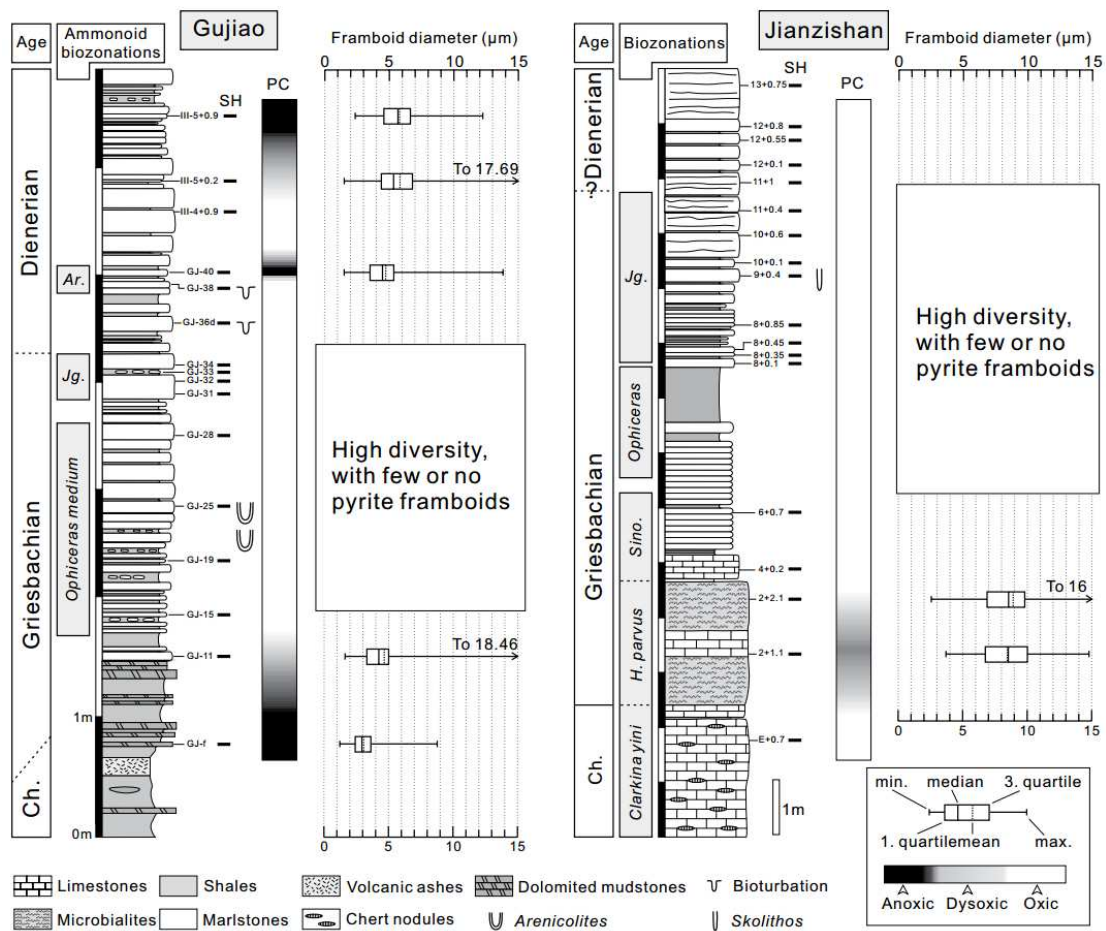 Age
Ammonoid
biozonations
Gujiao
SH
PC
Framboid diameter (µm)
0 5 10 15
Dienerian
Griesbachian
Ch.
Ar.
Jg.
Ophiceras medium
III-5+0.9
III-5+0.2
III-4+0.9
GJ-40
GJ-38
GJ-36d
GJ-34
GJ-33
GJ-32
GJ-31
GJ-28
GJ-25
GJ-19
GJ-15
GJ-11
GJ-f
1m
0m
To 17.69
High diversity,
with few or no
pyrite framboids
To 18.46
0 5 10 15
Age
Biozonations
Jianzishan
SH
PC
Framboid diameter (µm)
0 5 10 15
Dienerian
?
Griesbachian
Ch.
Jg.
Ophiceras
Sino.
H. parvus
Clarkina yini
13+0.75
12+0.8
12+0.55
12+0.1
11+1
11+0.4
10+0.6
10+0.1
9+0.4
8+0.85
8+0.45
8+0.35
8+0.1
6+0.7
4+0.2
2+2.1
2+1.1
E+0.7
1m
High diversity,
with few or no
pyrite framboids
To 16
0 5 10 15
min. median 3. quartile
1. quartile mean max.
Anoxic Dysoxic Oxic
Limestones Shales Volcanic ashes Dolomited mudstones Bioturbation
Microbialites Marlstones Chert nodules Arenicolites Skolithos